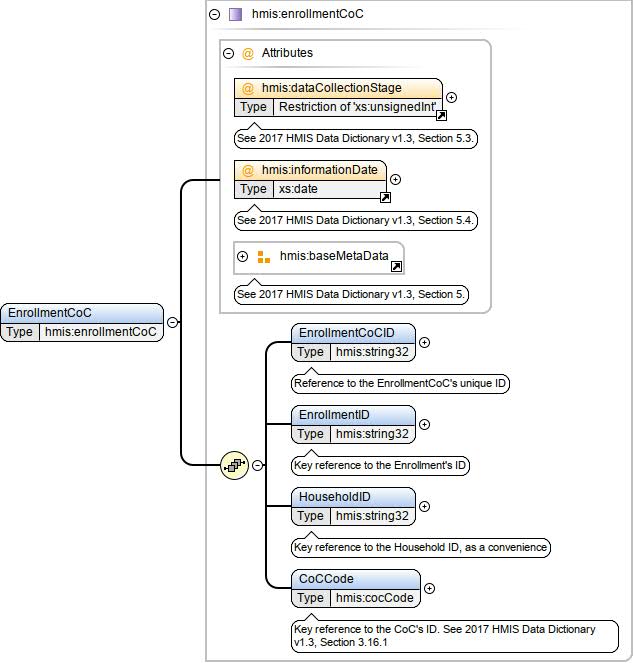 hmis:enrollmentCoC
@ Attributes
@ hmis:dataCollectionStage
Type Restriction of 'xs:unsignedInt'
See 2017 HMIS Data Dictionary v1.3, Section 5.3.
@ hmis:informationDate
Type xs:date
See 2017 HMIS Data Dictionary v1.3, Section 5.4.
hmis:baseMetaData
See 2017 HMIS Data Dictionary v1.3, Section 5.
EnrollmentCoC
Type hmis:enrollmentCoC
EnrollmentCoCID
Type hmis:string32
Reference to the EnrollmentCoC's unique ID
EnrollmentID
Type hmis:string32
Key reference to the Enrollment's ID
HouseholdID
Type hmis:string32
Key reference to the Household ID, as a convenience
CoCCode
Type hmis:cocCode
Key reference to the CoC's ID. See 2017 HMIS Data Dictionary
v1.3, Section 3.16.1